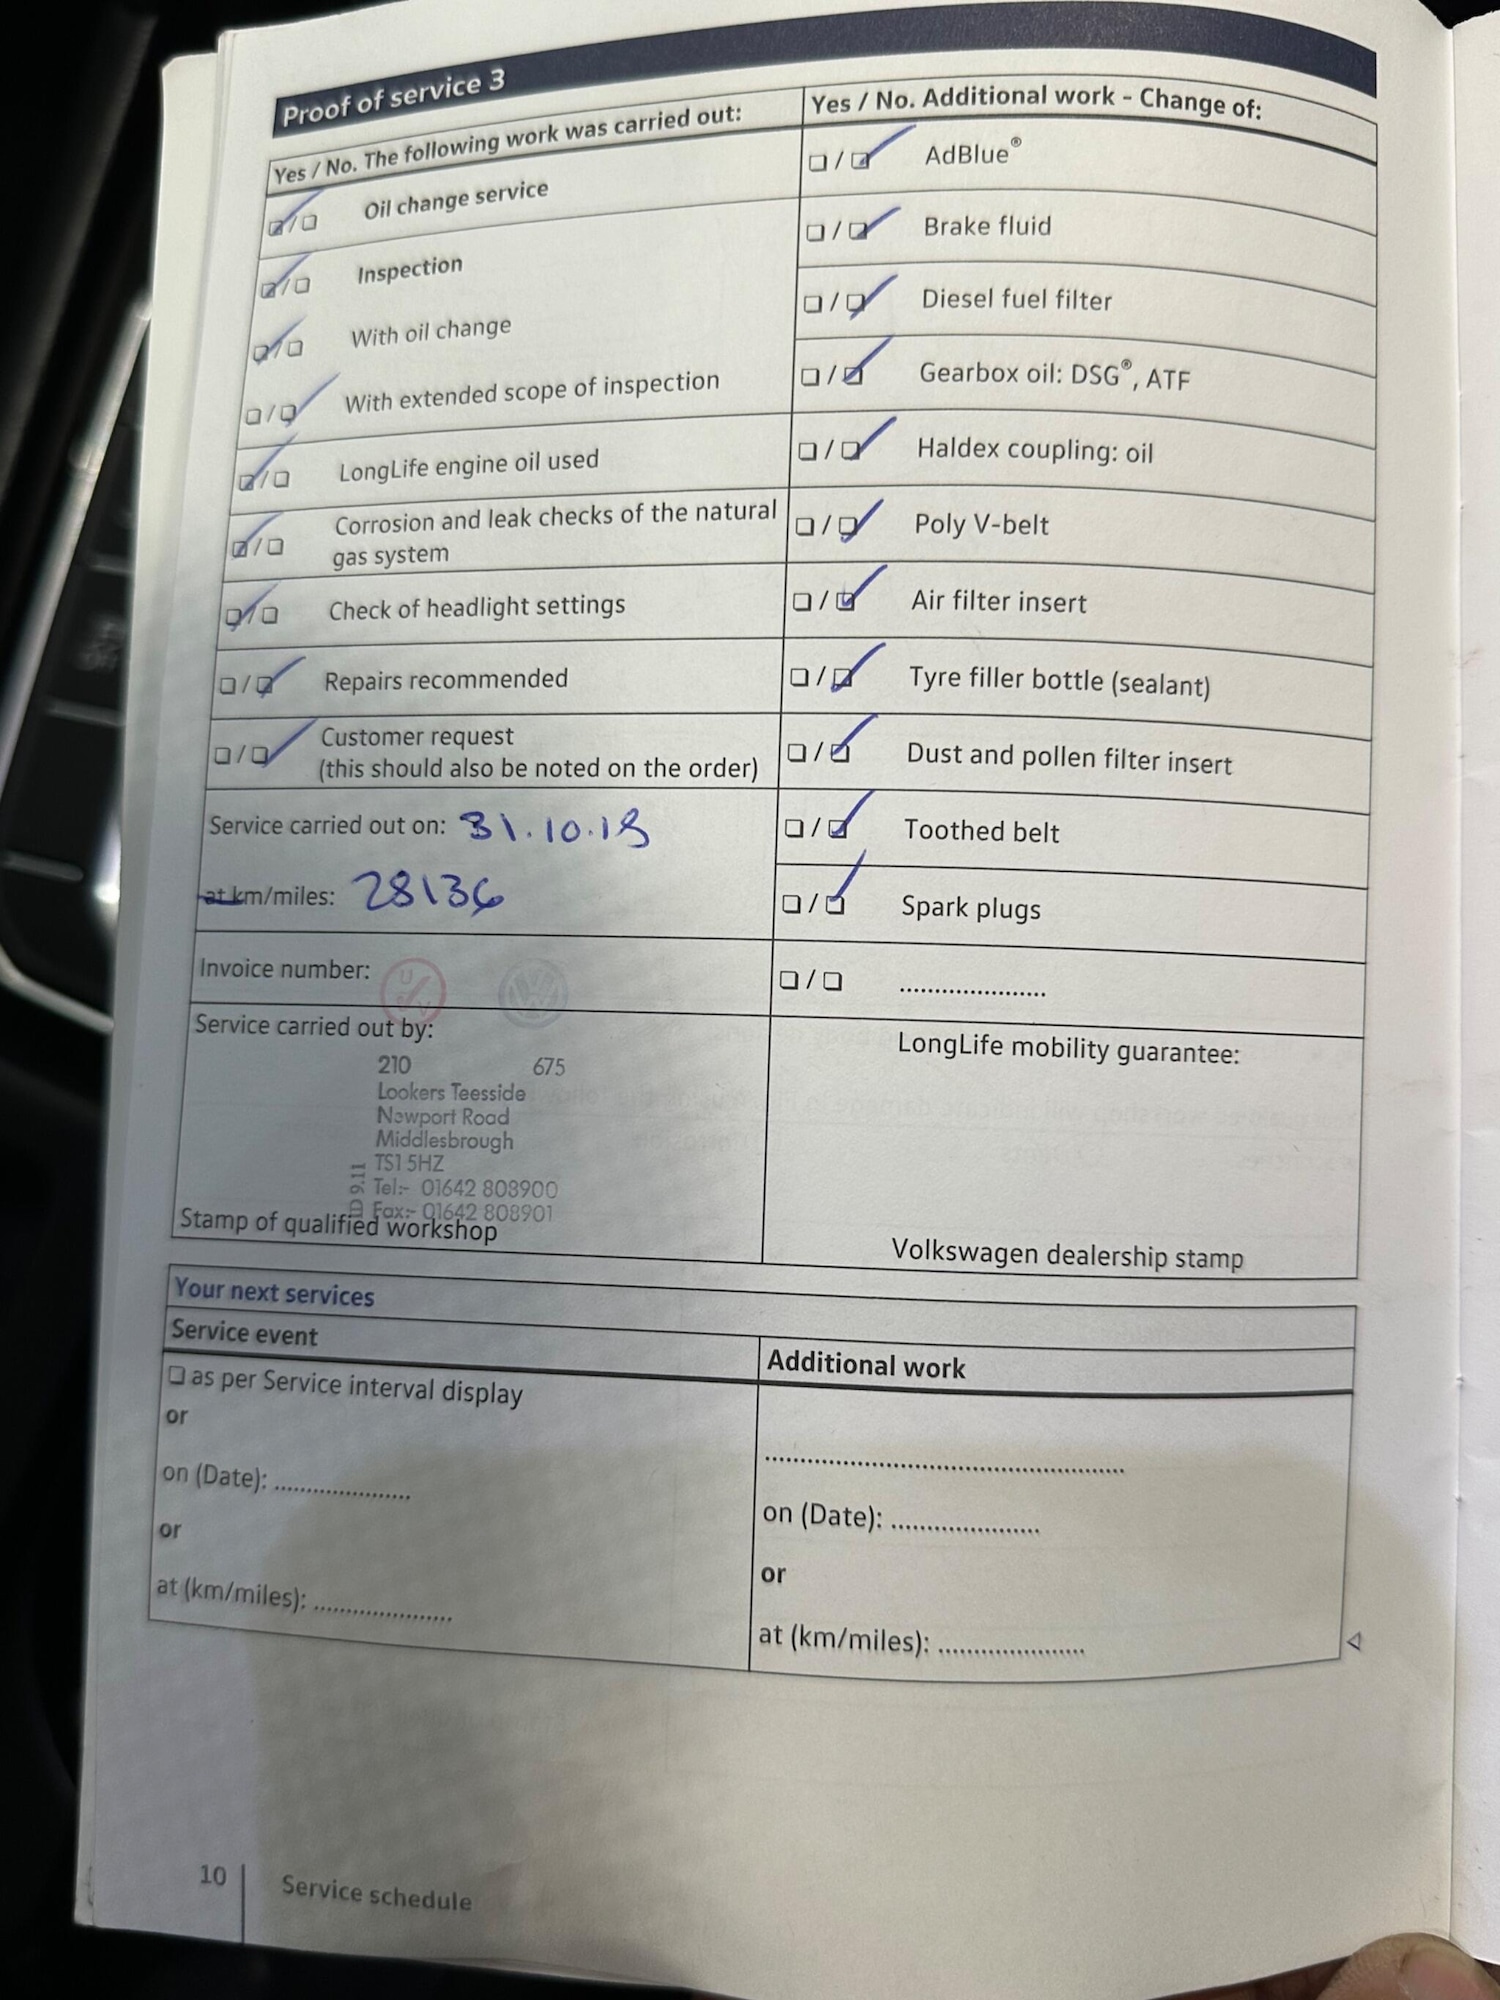 Proof of service 3
Yes / No. The following work was carried out:
☑/☐ Oil change service
☑/☐ Inspection
☑/☐ With oil change
☐/☑ With extended scope of inspection
☑/☐ LongLife engine oil used
☑/☐ Corrosion and leak checks of the natural
gas system
☑/☐ Check of headlight settings
☐/☑ Repairs recommended
☐/☑ Customer request
(this should also be noted on the order)
Service carried out on: 31.10.18
at km/miles: 28136
Invoice number:
Service carried out by:
210 675
Lookers Teesside
Newport Road
Middlesbrough
TS1 5HZ
Tel:- 01642 808900
Fax:- 01642 808901
Stamp of qualified workshop
Yes / No. Additional work - Change of:
☐/☑ AdBlue®
☐/☑ Brake fluid
☐/☑ Diesel fuel filter
☐/☑ Gearbox oil: DSG®, ATF
☐/☑ Haldex coupling: oil
☐/☑ Poly V-belt
☐/☑ Air filter insert
☐/☑ Tyre filler bottle (sealant)
☐/☑ Dust and pollen filter insert
☐/☑ Toothed belt
☐/☑ Spark plugs
☐/☐ .....................
LongLife mobility guarantee:
Volkswagen dealership stamp
Your next services
Service event
☐ as per Service interval display
or
on (Date): ....................
or
at (km/miles): ....................
Additional work
....................................................
on (Date): .....................
or
at (km/miles): .....................
10
Service schedule